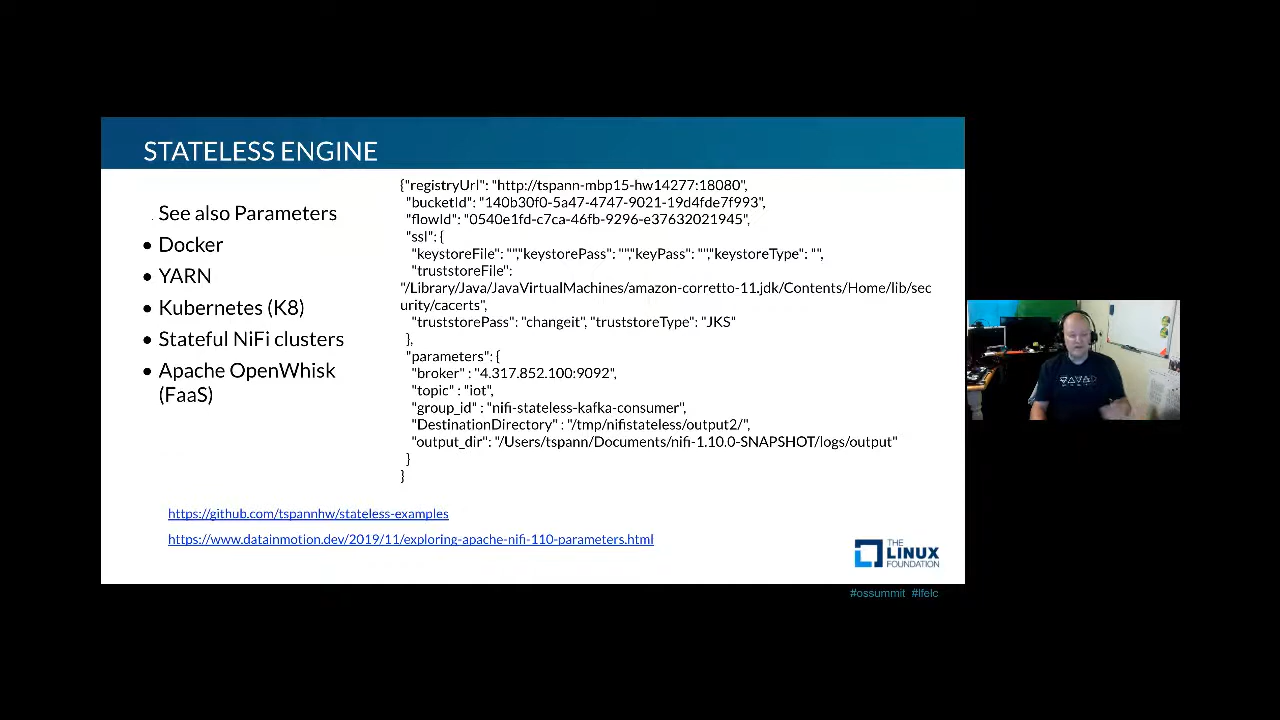 STATELESS ENGINE
See also Parameters
• Docker
• YARN
• Kubernetes (K8)
• Stateful NiFi clusters
• Apache OpenWhisk
(FaaS)
{"registryUrl": "http://tspann-mbp15-hw14277:18080",
"bucketId": "140b30f0-5a47-4747-9021-19d4fde7f993",
"flowId": "0540e1fd-c7ca-46fb-9296-e37632021945",
"ssl": {
"keystoreFile": "","keystorePass": "","keyPass": "","keystoreType": "",
"truststoreFile":
"/Library/Java/JavaVirtualMachines/amazon-corretto-11.jdk/Contents/Home/lib/sec
urity/cacerts",
"truststorePass": "changeit", "truststoreType": "JKS"
},
"parameters": {
"broker" : "4.317.852.100:9092",
"topic" : "iot",
"group_id" : "nifi-stateless-kafka-consumer",
"DestinationDirectory" : "/tmp/nifistateless/output2/",
"output_dir": "/Users/tspann/Documents/nifi-1.10.0-SNAPSHOT/logs/output"
}
}
https://github.com/tspannhw/stateless-examples
https://www.datainmotion.dev/2019/11/exploring-apache-nifi-110-parameters.html
THE
LINUX
FOUNDATION
#ossummit #lfelc